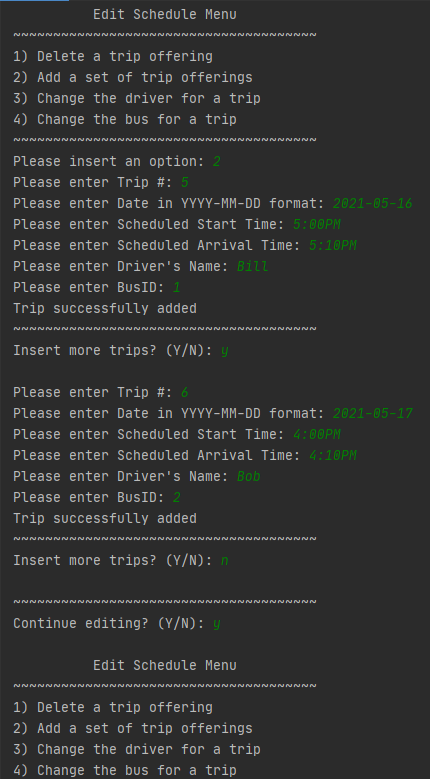 Edit Schedule Menu
~~~~~~~~~~~~~~~~~~~~~~~~~~~~~~~~~~~~~~
1) Delete a trip offering
2) Add a set of trip offerings
3) Change the driver for a trip
4) Change the bus for a trip
~~~~~~~~~~~~~~~~~~~~~~~~~~~~~~~~~~~~~~
Please insert an option: 2
Please enter Trip #: 5
Please enter Date in YYYY-MM-DD format: 2021-05-16
Please enter Scheduled Start Time: 5:00PM
Please enter Scheduled Arrival Time: 5:10PM
Please enter Driver's Name: Bill
Please enter BusID: 1
Trip successfully added
~~~~~~~~~~~~~~~~~~~~~~~~~~~~~~~~~~~~~~
Insert more trips? (Y/N): y
Please enter Trip #: 6
Please enter Date in YYYY-MM-DD format: 2021-05-17
Please enter Scheduled Start Time: 4:00PM
Please enter Scheduled Arrival Time: 4:10PM
Please enter Driver's Name: Bob
Please enter BusID: 2
Trip successfully added
~~~~~~~~~~~~~~~~~~~~~~~~~~~~~~~~~~~~~~
Insert more trips? (Y/N): n
~~~~~~~~~~~~~~~~~~~~~~~~~~~~~~~~~~~~~~
Continue editing? (Y/N): y
Edit Schedule Menu
~~~~~~~~~~~~~~~~~~~~~~~~~~~~~~~~~~~~~~
1) Delete a trip offering
2) Add a set of trip offerings
3) Change the driver for a trip
4) Change the bus for a trip